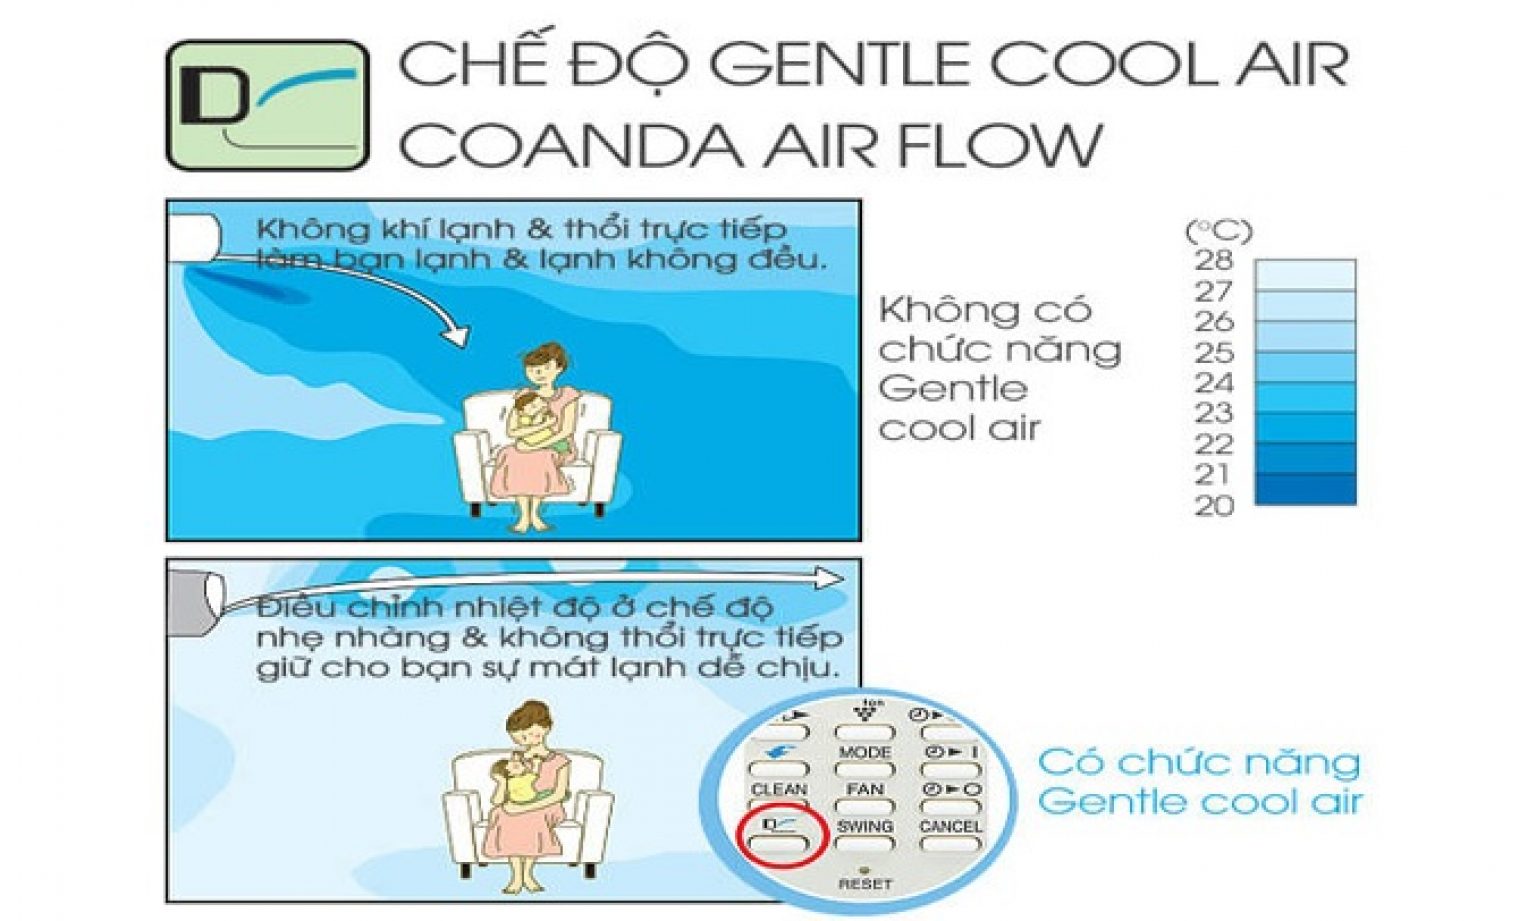 CHẾ ĐỘ GENTLE COOL AIR
COANDA AIR FLOW
Không khí lạnh & thổi trực tiếp
làm bạn lạnh & lạnh không đều.
Không có
chức năng
Gentle
cool air
(°C)
28
27
26
25
24
23
22
21
20
Điều chỉnh nhiệt độ ở chế độ
nhẹ nhàng & không thổi trực tiếp
giữ cho bạn sự mát lạnh dễ chịu.
Ion
MODE
CLEAN FAN
SWING CANCEL
RESET
Có chức năng
Gentle cool air